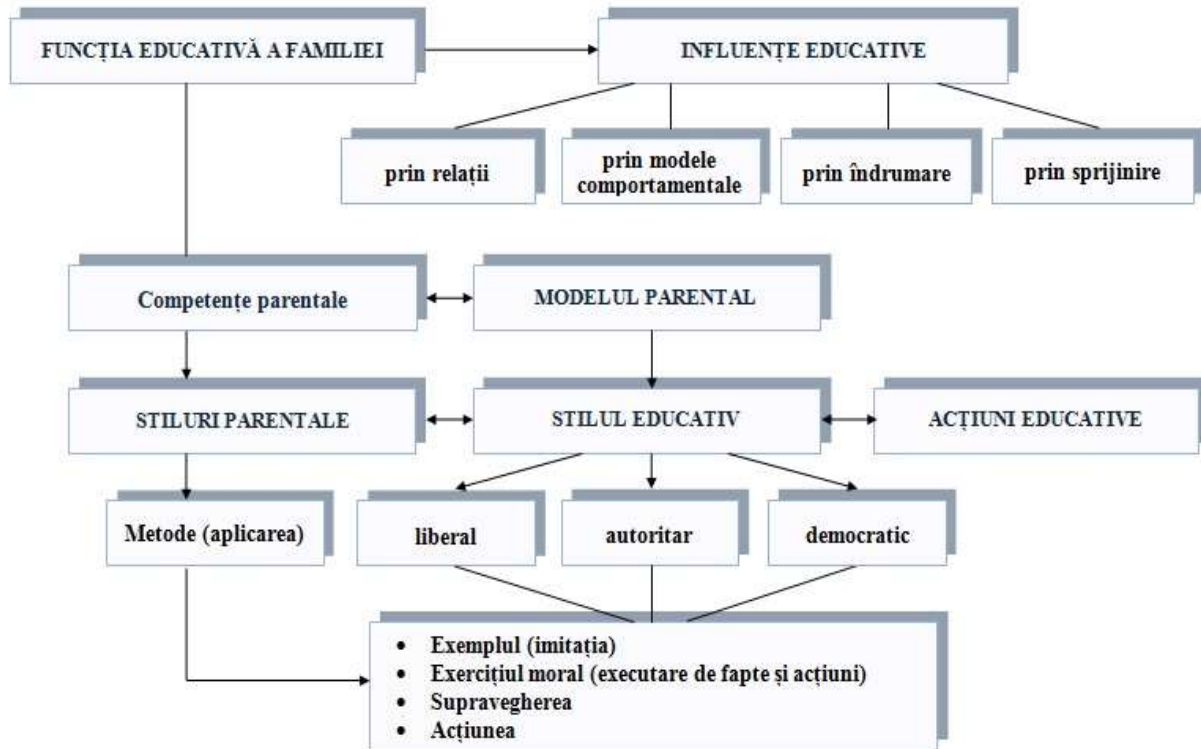 FUNCȚIA EDUCATIVĂ A FAMILIEI
INFLUENȚE EDUCATIVE
prin relații
prin modele
comportamentale
prin îndrumare
prin sprijinire
Competențe parentale
MODELUL PARENTAL
STILURI PARENTALE
STILUL EDUCATIV
ACȚIUNI EDUCATIVE
Metode (aplicarea)
liberal
autoritar
democratic
• Exemplul (imitația)
• Exercițiul moral (executare de fapte și acțiuni)
• Supravegherea
• Acțiunea